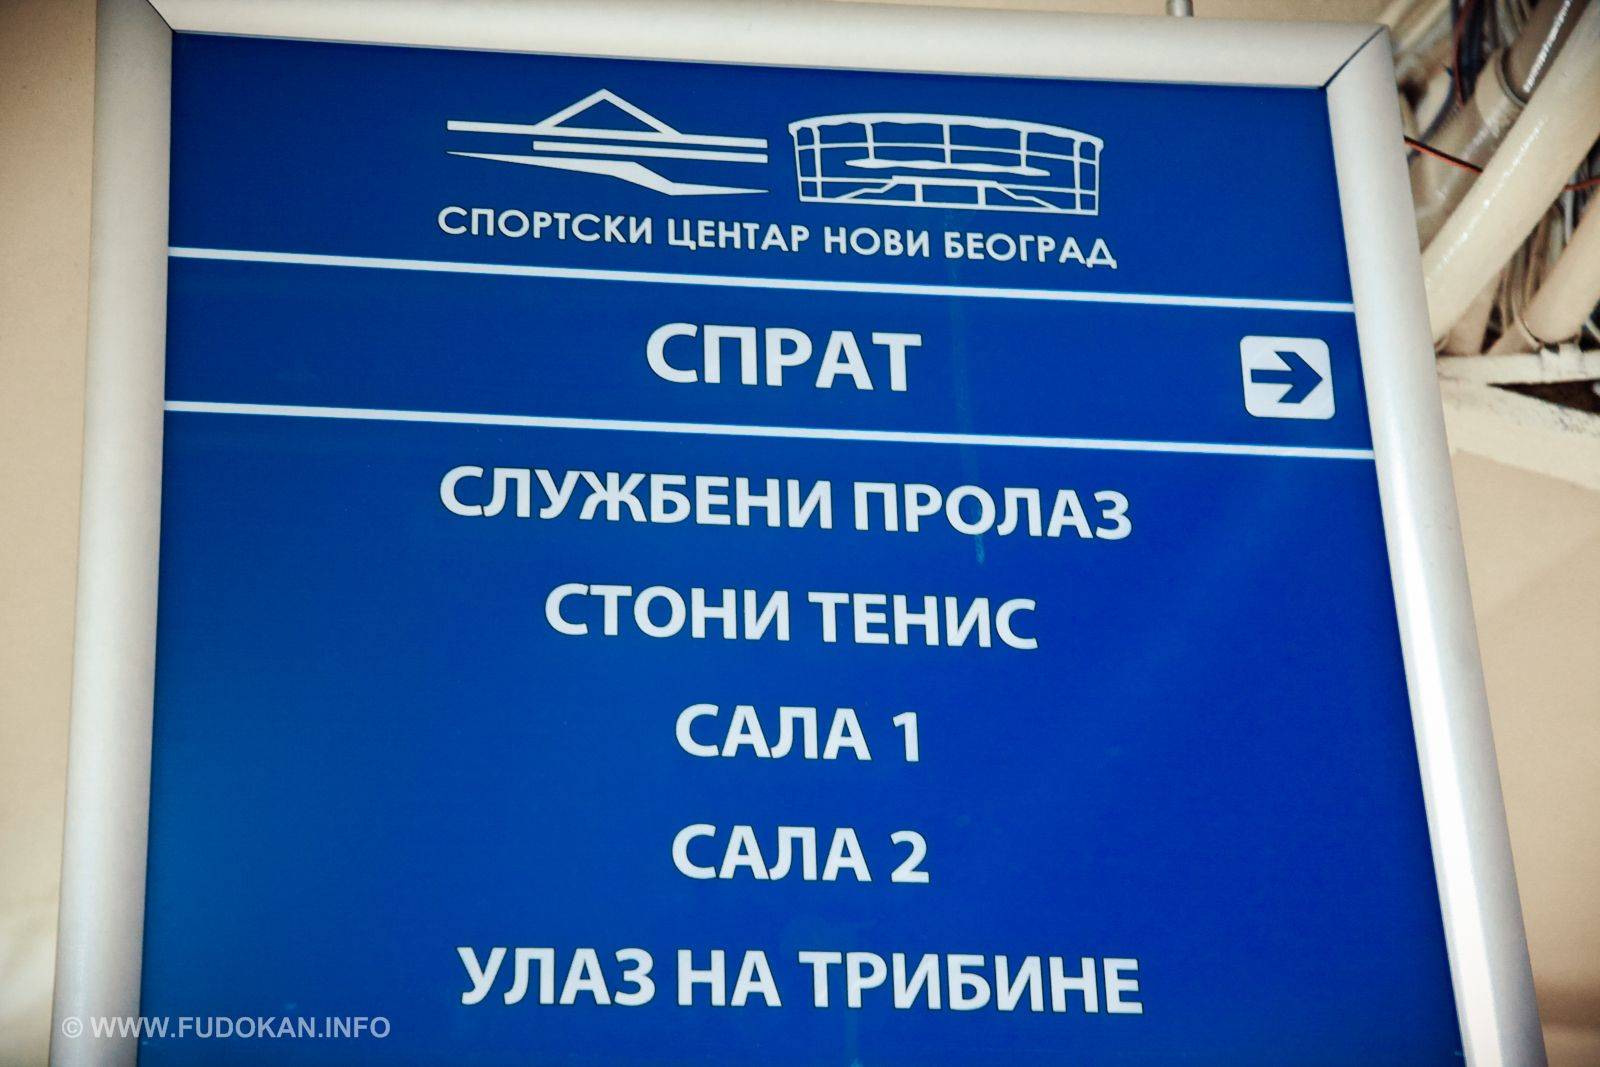 СПОРТСКИ ЦЕНТАР НОВИ БЕОГРАД
СПРАТ
СЛУЖБЕНИ ПРОЛАЗ
СТОНИ ТЕНИС
САЛА 1
САЛА 2
УЛАЗ НА ТРИБИНЕ
© WWW.FUDOKAN.INFO